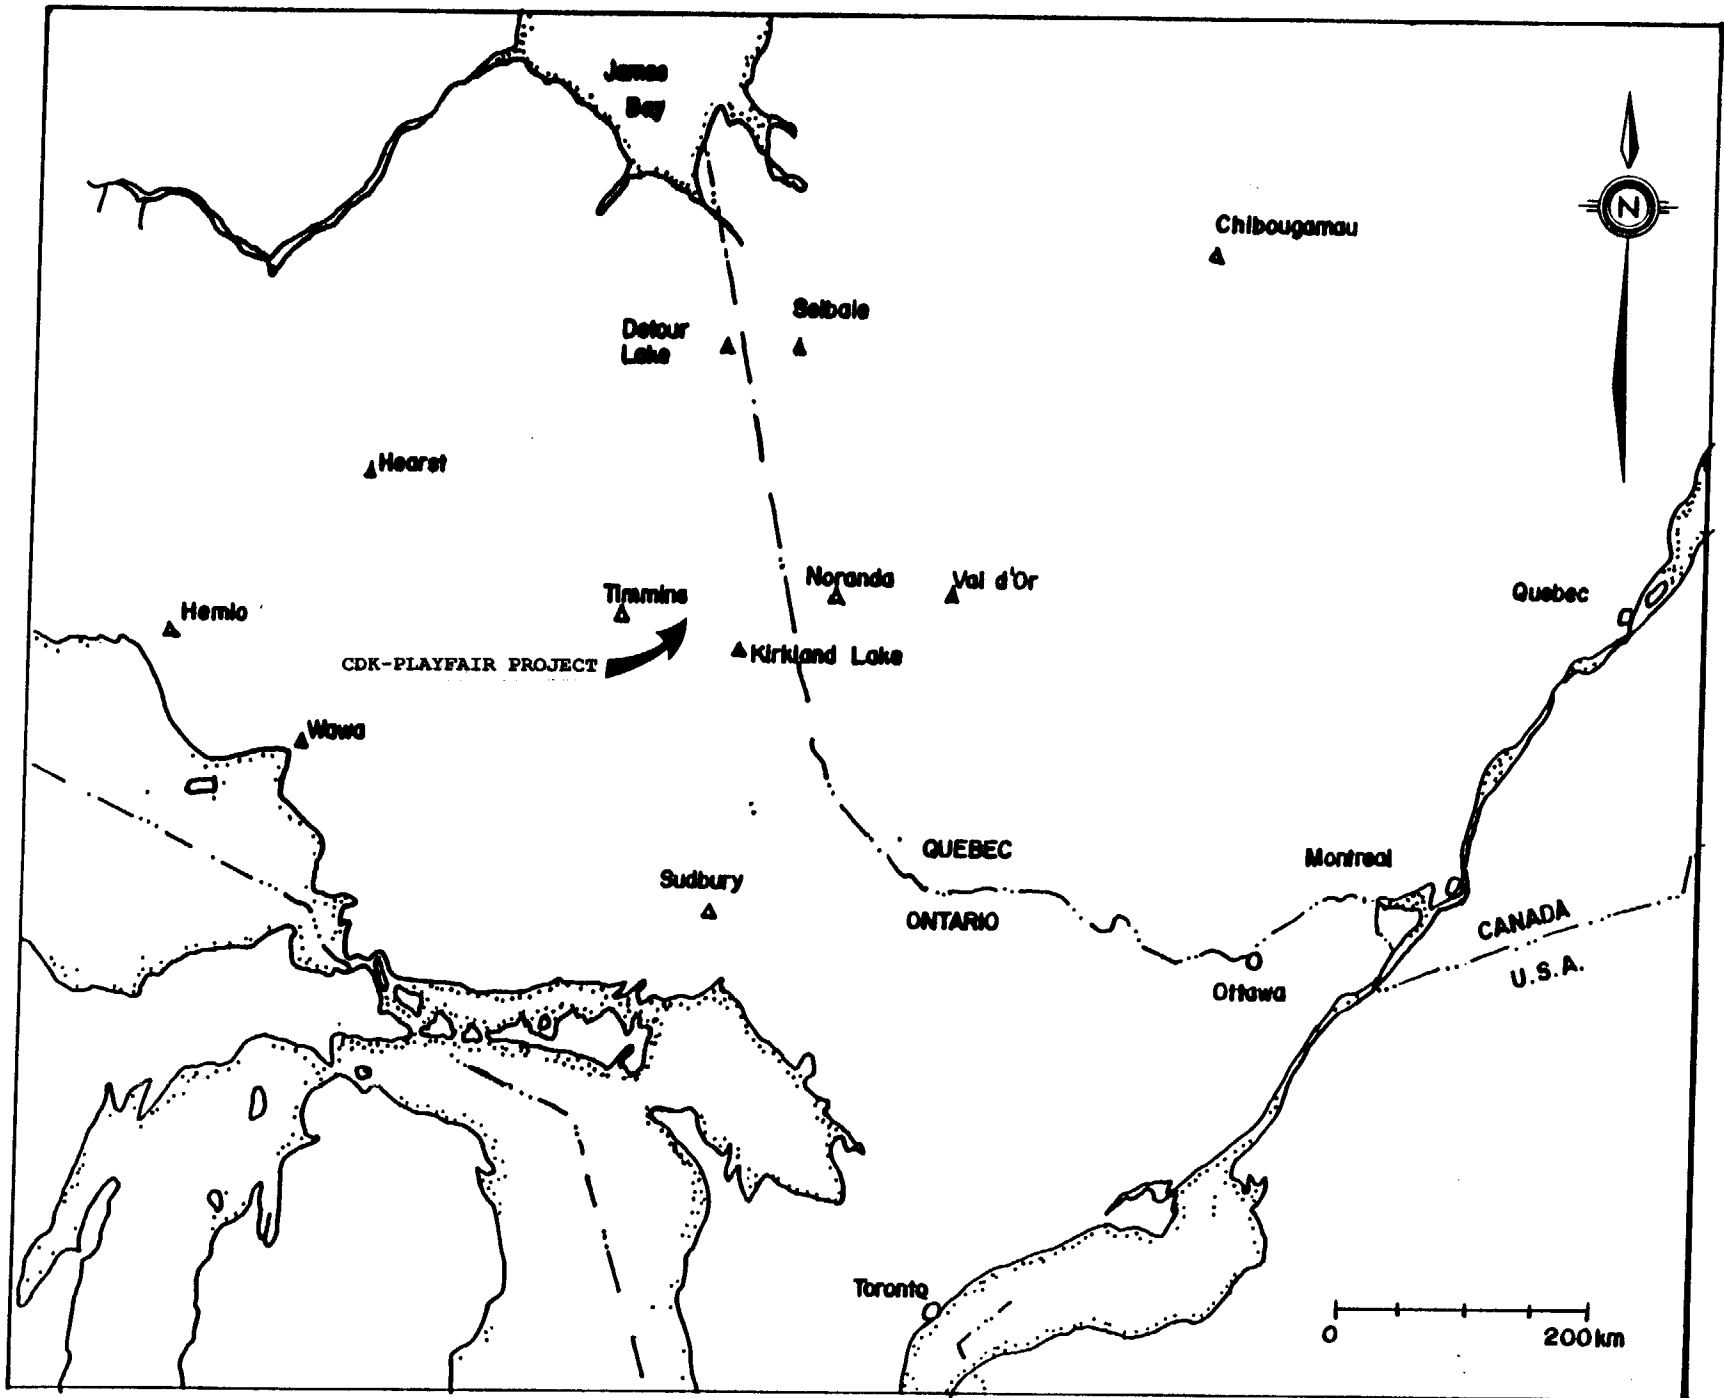 James
Bay
N
Chibougamau
Selbaie
Detour
Lake
Hearst
Noranda
Val d'Or
Timmins
Quebec
Hemlo
Kirkland Lake
CDK-PLAYFAIR PROJECT
Wawa
QUEBEC
Montreal
Sudbury
ONTARIO
CANADA
U.S.A.
Ottawa
Toronto
0 200km